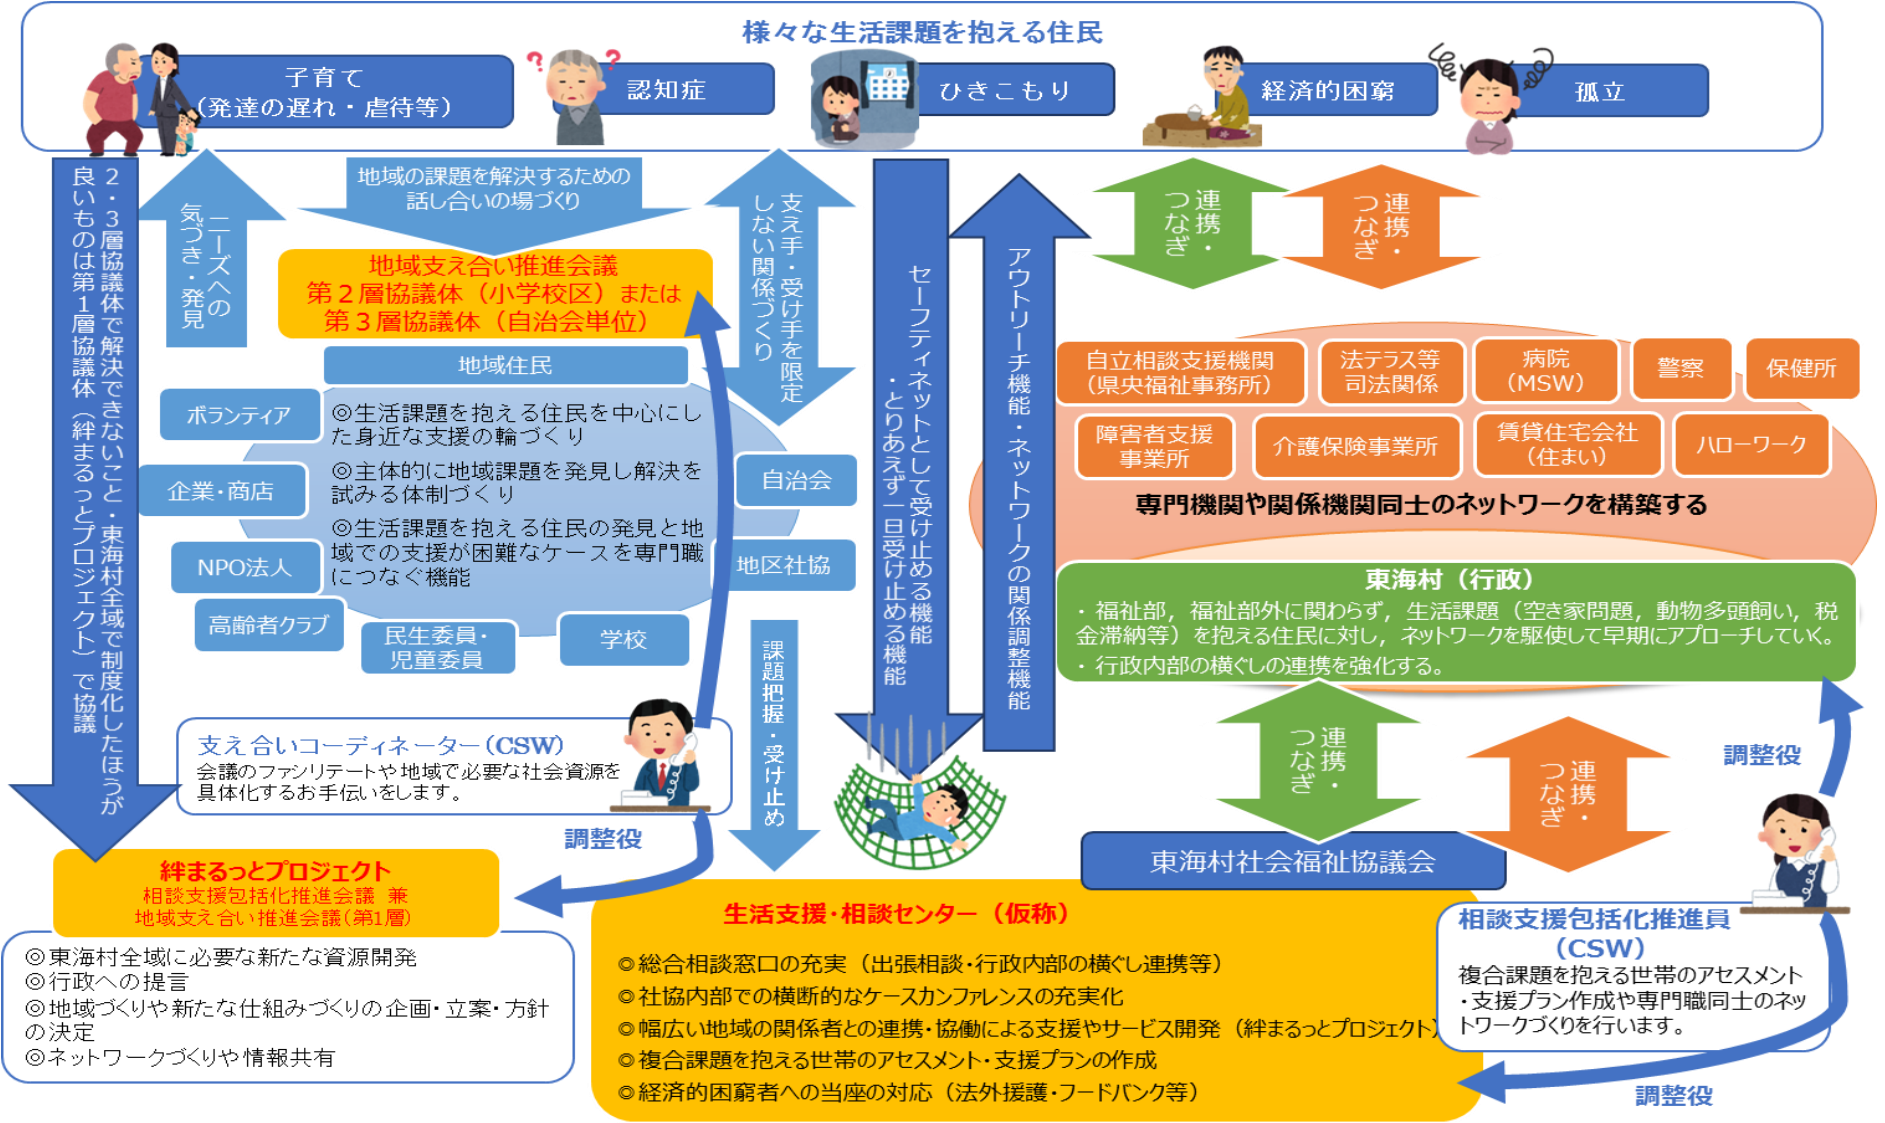 様々な生活課題を抱える住民
子育て
（発達の遅れ・虐待等）
認知症
ひきこもり
経済的困窮
孤立
２・３層協議体で解決できないこと・東海村全域で制度化したほうが
良いものは第１層協議体（絆まるっとプロジェクト）で協議
ニーズへの
気づき・発見
地域の課題を解決するための
話し合いの場づくり
支え手・受け手を限定
しない関係づくり
セーフティネットとして受け止める機能
・とりあえず一旦受け止める機能
アウトリーチ機能・ネットワークの関係調整機能
連携・
つなぎ
連携・
つなぎ
地域支え合い推進会議
第２層協議体（小学校区）または
第３層協議体（自治会単位）
地域住民
ボランティア
企業・商店
NPO法人
高齢者クラブ
民生委員・
児童委員
学校
地区社協
自治会
◎生活課題を抱える住民を中心にし
た身近な支援の輪づくり
◎主体的に地域課題を発見し解決を
試みる体制づくり
◎生活課題を抱える住民の発見と地
域での支援が困難なケースを専門職
につなぐ機能
自立相談支援機関
（県央福祉事務所）
法テラス等
司法関係
病院
（MSW）
警察
保健所
障害者支援
事業所
介護保険事業所
賃貸住宅会社
（住まい）
ハローワーク
専門機関や関係機関同士のネットワークを構築する
東海村（行政）
・福祉部，福祉部外に関わらず，生活課題（空き家問題，動物多頭飼い，税
金滞納等）を抱える住民に対し，ネットワークを駆使して早期にアプローチしていく。
・行政内部の横ぐしの連携を強化する。
課題把握・受け止め
支え合いコーディネーター（CSW）
会議のファシリテートや地域で必要な社会資源を
具体化するお手伝いをします。
調整役
連携・
つなぎ
連携・
つなぎ
調整役
絆まるっとプロジェクト
相談支援包括化推進会議 兼
地域支え合い推進会議（第1層）
◎東海村全域に必要な新たな資源開発
◎行政への提言
◎地域づくりや新たな仕組みづくりの企画・立案・方針
の決定
◎ネットワークづくりや情報共有
東海村社会福祉協議会
生活支援・相談センター（仮称）
◎総合相談窓口の充実（出張相談・行政内部の横ぐし連携等）
◎社協内部での横断的なケースカンファレンスの充実化
◎幅広い地域の関係者との連携・協働による支援やサービス開発（絆まるっとプロジェクト）
◎複合課題を抱える世帯のアセスメント・支援プランの作成
◎経済的困窮者への当座の対応（法外援護・フードバンク等）
相談支援包括化推進員
（CSW）
複合課題を抱える世帯のアセスメント
・支援プラン作成や専門職同士のネッ
トワークづくりを行います。
調整役